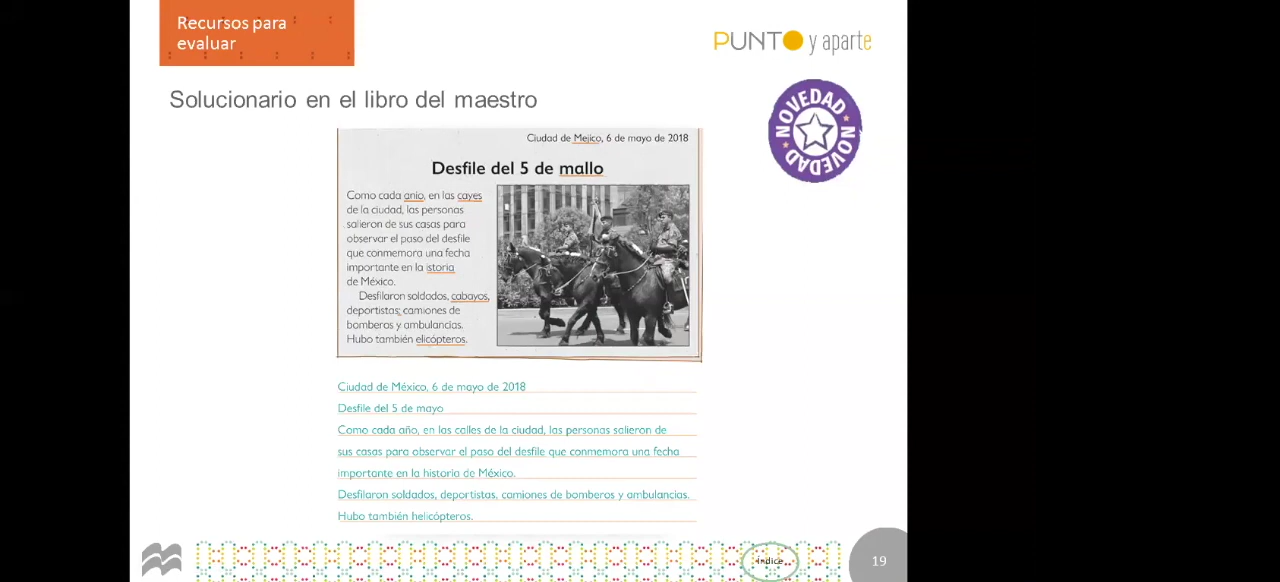 Recursos para
evaluar
PUNTO y aparte
Solucionario en el libro del maestro
NOVEDAD NOVEDAD NOVEDAD
Ciudad de Mejico, 6 de mayo de 2018
Desfile del 5 de mallo
Como cada anio, en las cayes
de la ciudad, las personas
salieron de sus casas para
observar el paso del desfile
que conmemora una fecha
importante en la istoria
de México.
Desfilaron soldados, cabayos,
deportistas; camiones de
bomberos y ambulancias.
Hubo también elicópteros.
Ciudad de México, 6 de mayo de 2018
Desfile del 5 de mayo
Como cada año, en las calles de la ciudad, las personas salieron de
sus casas para observar el paso del desfile que conmemora una fecha
importante en la historia de México.
Desfilaron soldados, deportistas, camiones de bomberos y ambulancias.
Hubo también helicópteros.
Índice
19